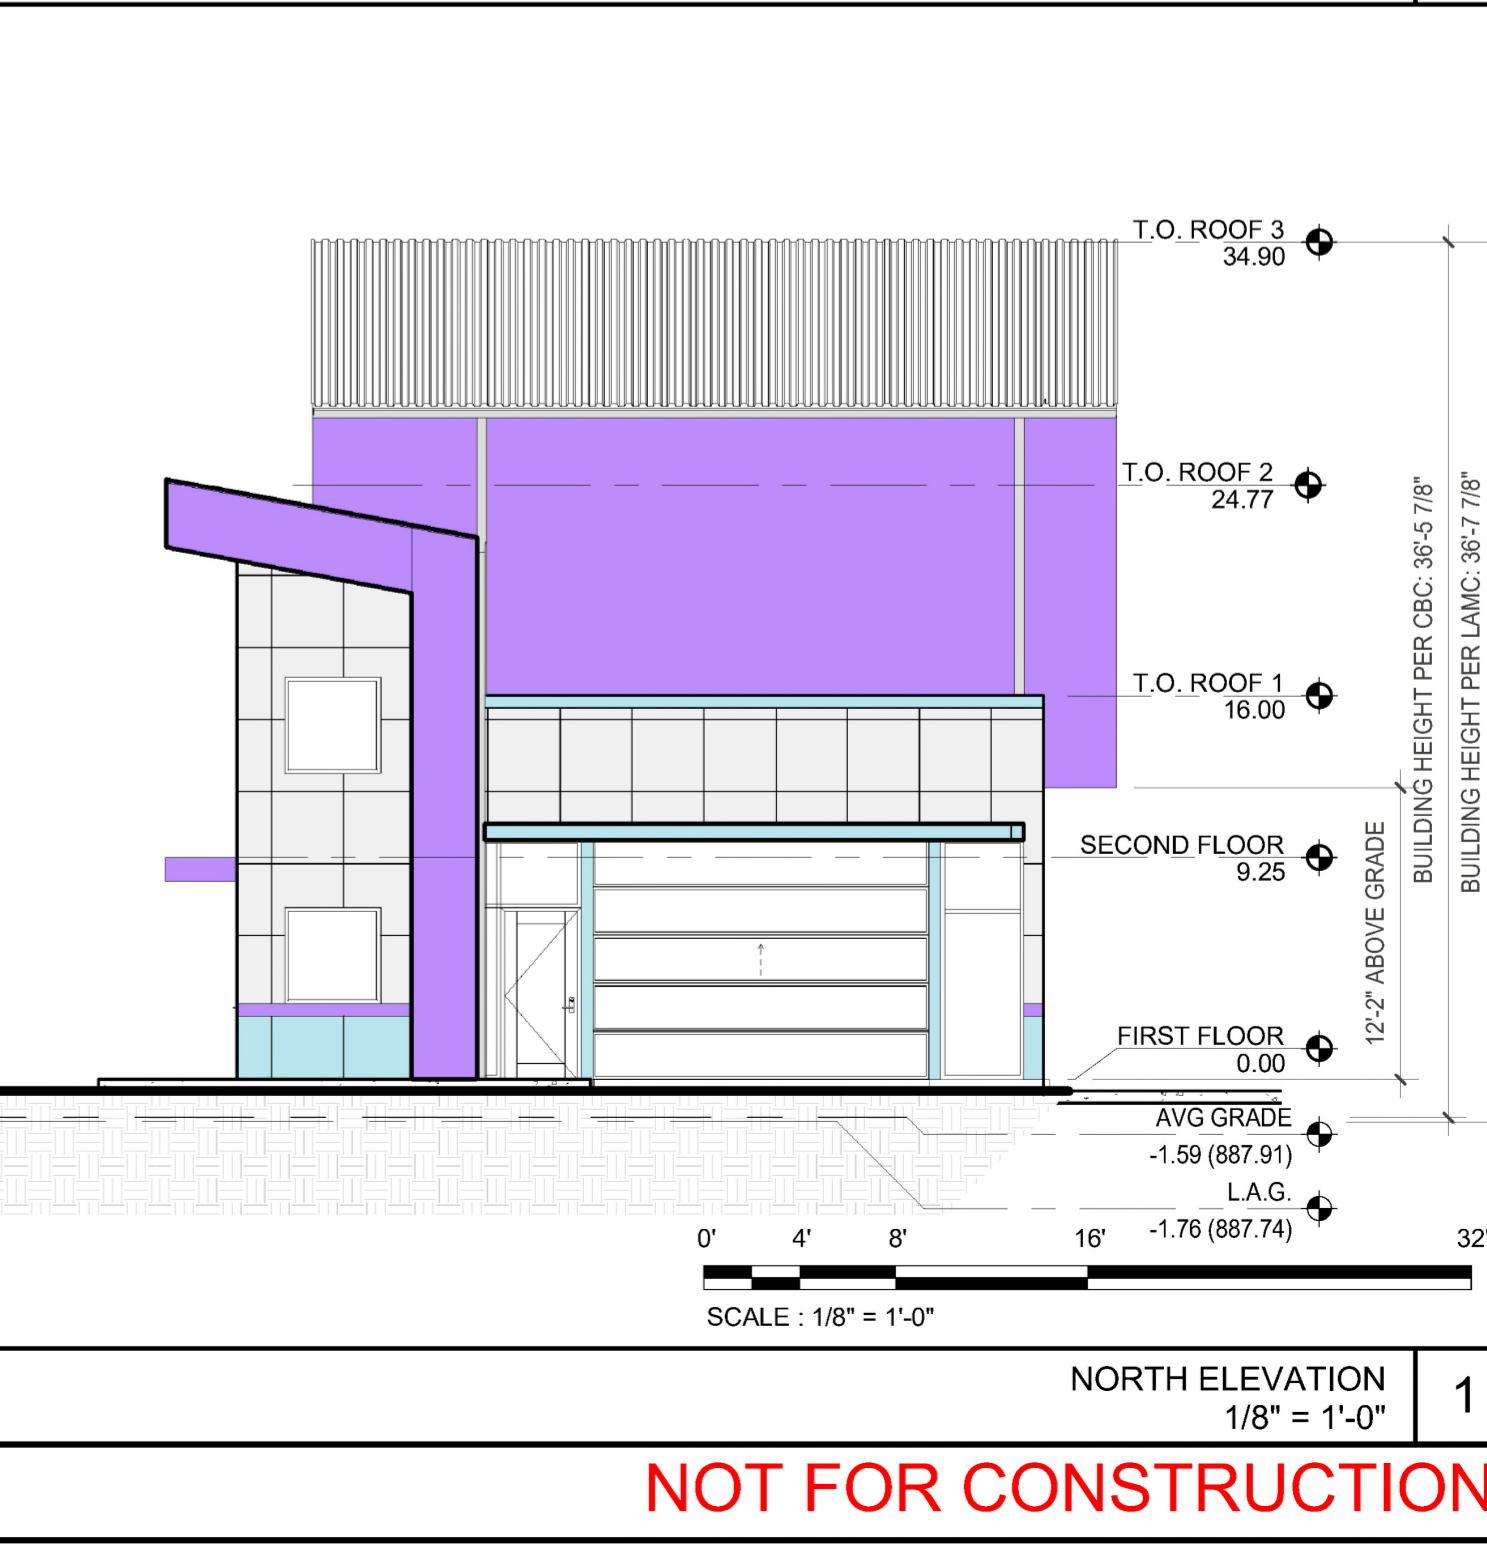 T.O. ROOF 3
34.90
T.O. ROOF 2
24.77
T.O. ROOF 1
16.00
SECOND FLOOR
9.25
FIRST FLOOR
0.00
AVG GRADE
-1.59 (887.91)
L.A.G.
-1.76 (887.74)
12'-2" ABOVE GRADE
BUILDING HEIGHT PER CBC: 36'-5 7/8"
BUILDING HEIGHT PER LAMC: 36'-7 7/8"
0' 4' 8' 16' 32'
SCALE : 1/8" = 1'-0"
NORTH ELEVATION
1/8" = 1'-0"
1
NOT FOR CONSTRUCTION